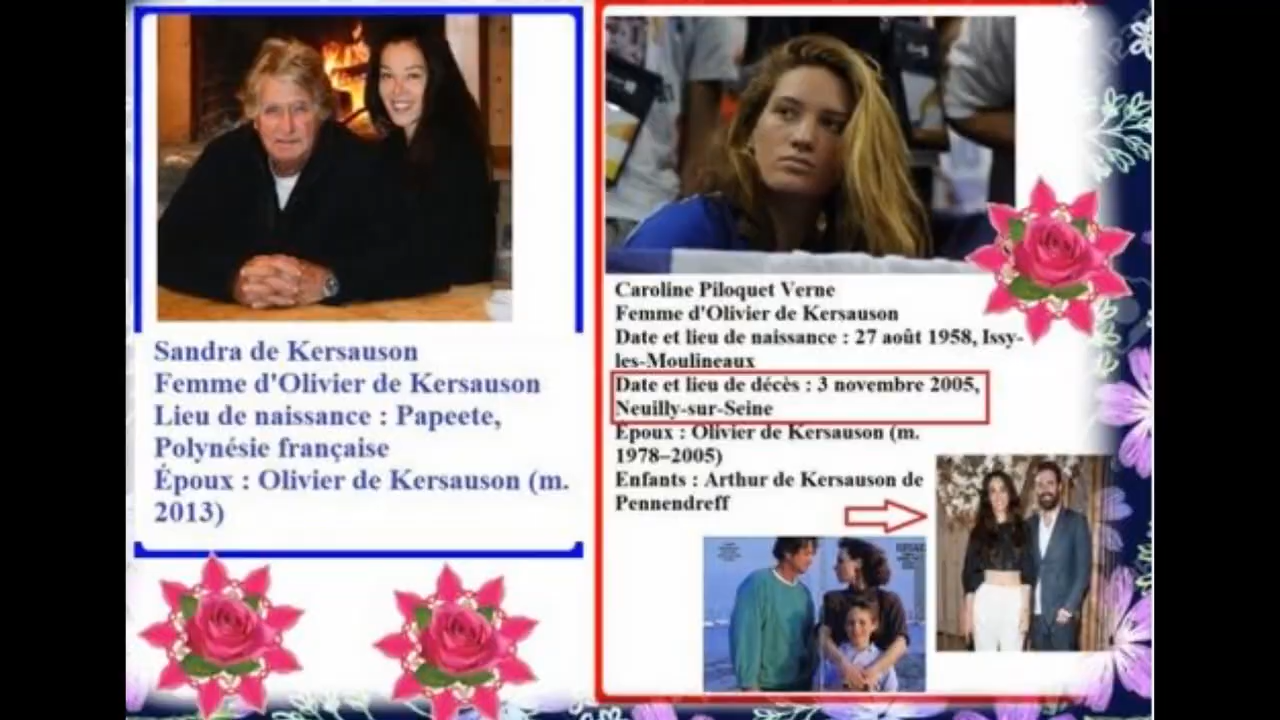 Sandra de Kersauson
Femme d'Olivier de Kersauson
Lieu de naissance : Papeete,
Polynésie française
Époux : Olivier de Kersauson (m.
2013)
Caroline Piloquet Verne
Femme d'Olivier de Kersauson
Date et lieu de naissance : 27 août 1958, Issy-
les-Moulineaux
Date et lieu de décès : 3 novembre 2005,
Neuilly-sur-Seine
Époux : Olivier de Kersauson (m.
1978–2005)
Enfants : Arthur de Kersauson de
Pennendreff